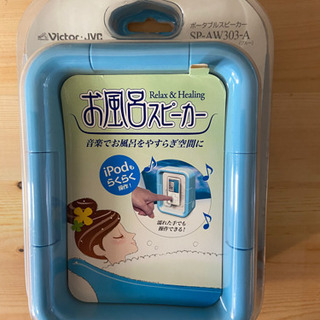 Victor・JVC
ポータブルスピーカー
SP-AW303-A
Relax & Healing
お風呂スピーカー
音楽でお風呂をやすらぎ空間に
iPodも
らくらく
操作！
濡れた手でも
操作できる！